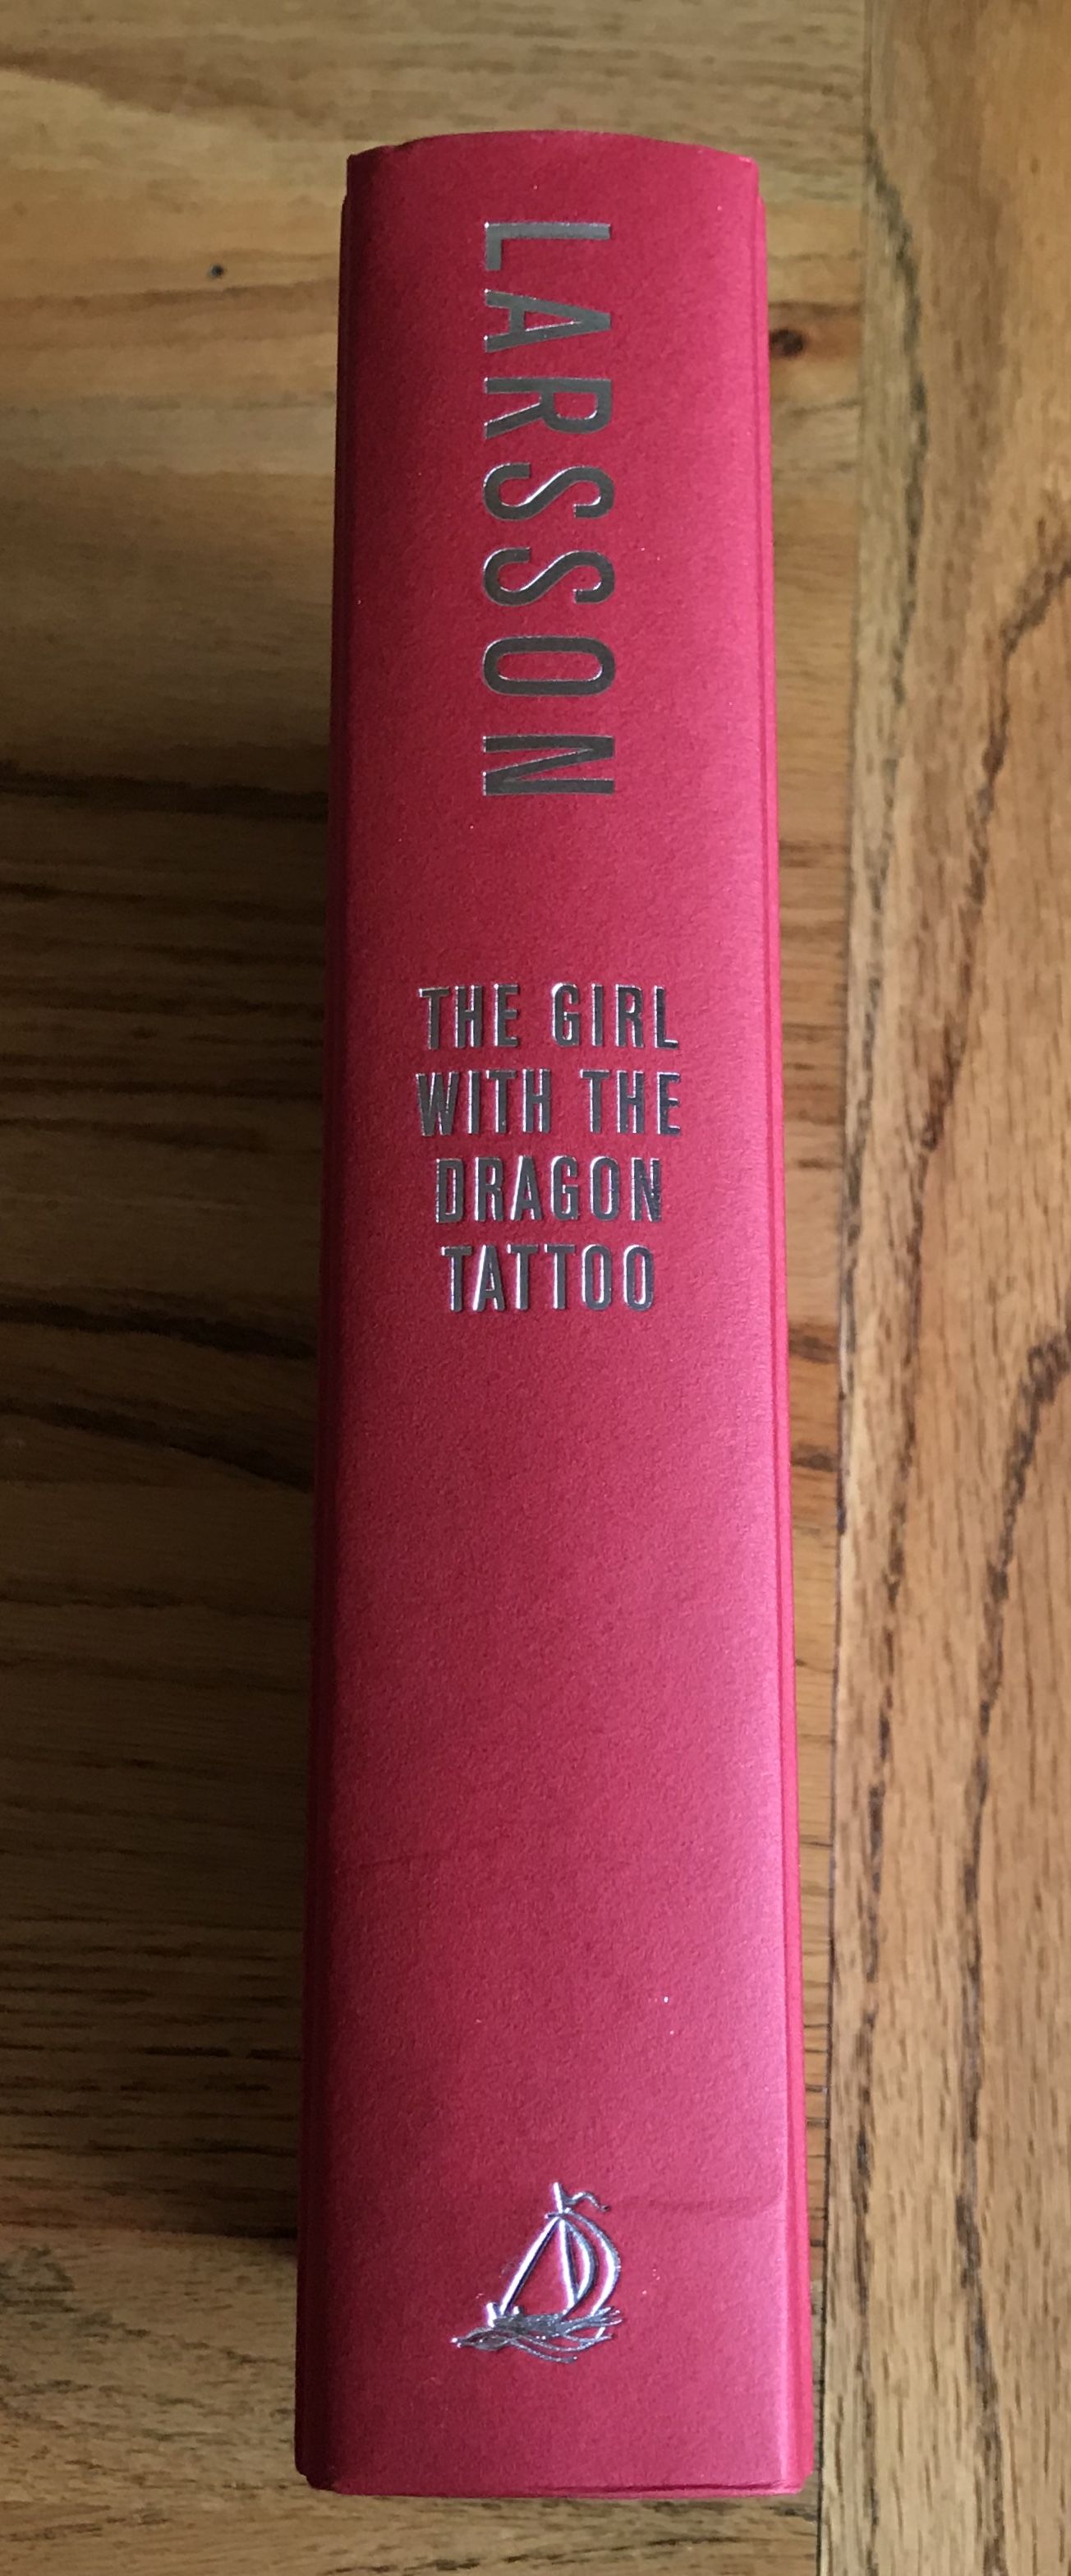 LARSSON
THE GIRL
WITH THE
DRAGON
TATTOO